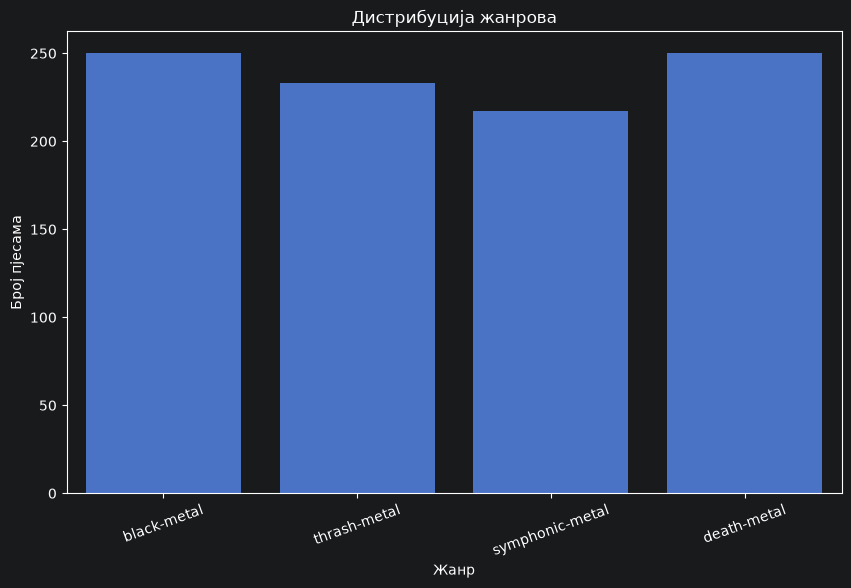 Дистрибуција жанрова
Број пјесама
250
200
150
100
50
0
black-metal
thrash-metal
symphonic-metal
death-metal
Жанр